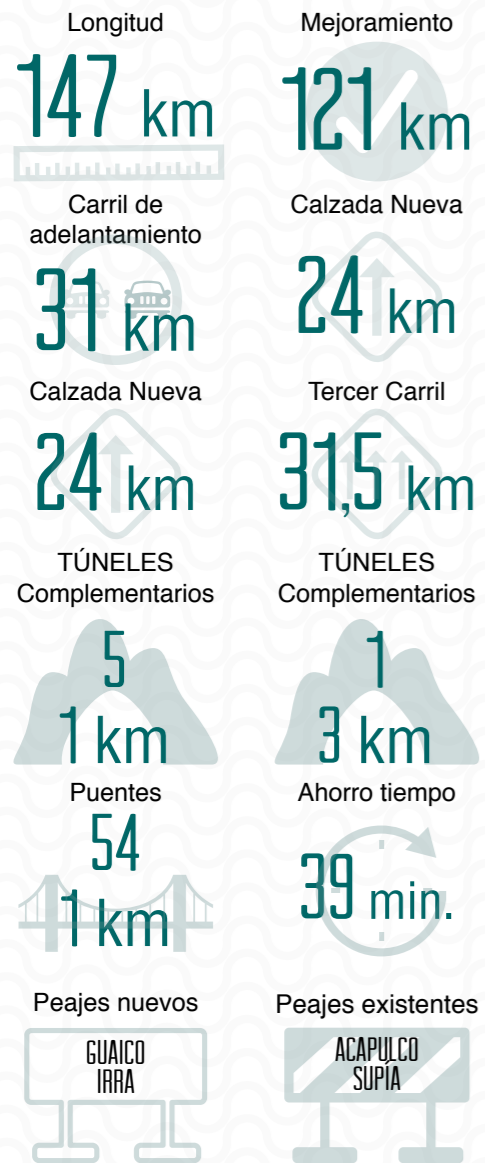 Longitud
147 km
Mejoramiento
121 km
Carril de
adelantamiento
31 km
Calzada Nueva
24 km
Calzada Nueva
24 km
Tercer Carril
31,5 km
TÚNELES
Complementarios
5
1 km
TÚNELES
Complementarios
1
3 km
Puentes
54
1 km
Ahorro tiempo
39 min.
Peajes nuevos
GUAICO
IRRA
Peajes existentes
ACAPULCO
SUPÍA